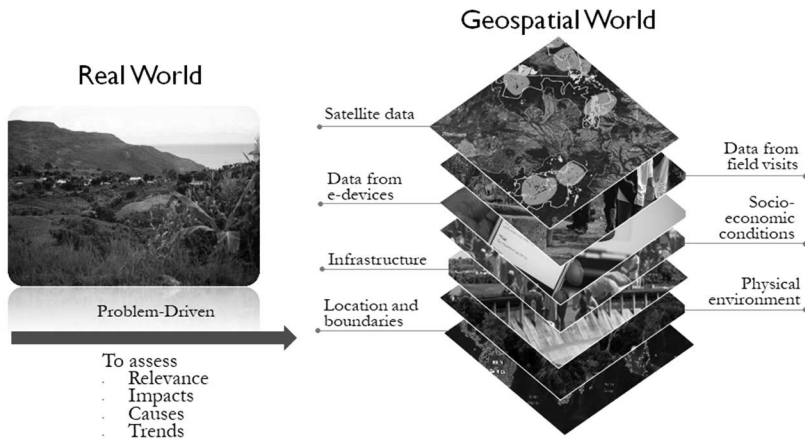 Geospatial World
Real World
Satellite data
Data from
field visits
Data from
e-devices
Socio-
economic
conditions
Infrastructure
Physical
environment
Location and
boundaries
Problem-Driven
To assess
. Relevance
. Impacts
. Causes
. Trends